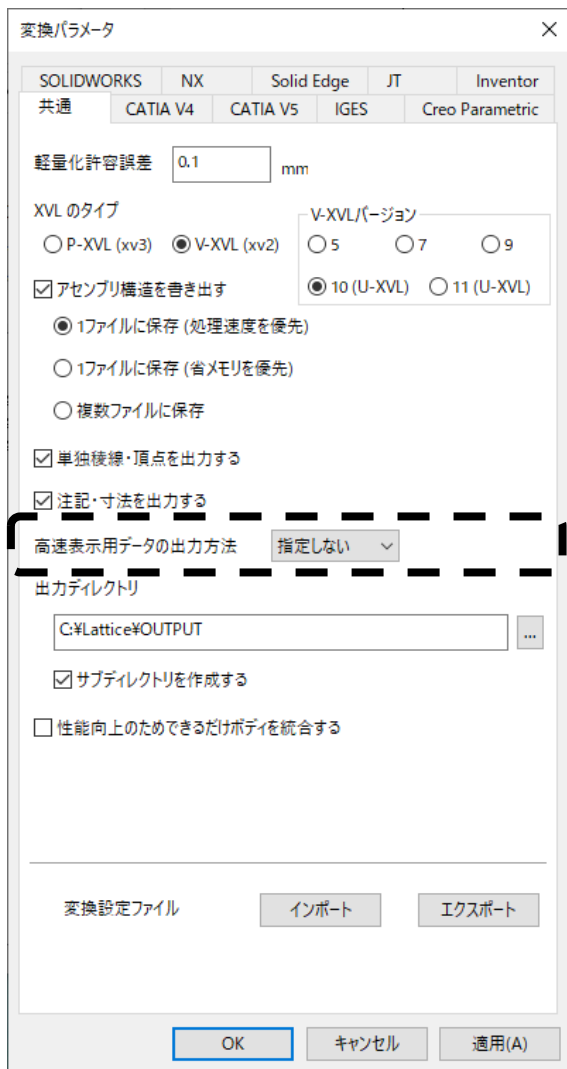 変換パラメータ
SOLIDWORKS NX Solid Edge JT Inventor
共通 CATIA V4 CATIA V5 IGES Creo Parametric
軽量化許容誤差 0.1 mm
XVL のタイプ
V-XVLバージョン
P-XVL (xv3) V-XVL (xv2) 5 7 9
アセンブリ構造を書き出す 10 (U-XVL) 11 (U-XVL)
1ファイルに保存 (処理速度を優先)
1ファイルに保存 (省メモリを優先)
複数ファイルに保存
単独稜線・頂点を出力する
注記・寸法を出力する
高速表示用データの出力方法 指定しない
出力ディレクトリ
C:¥Lattice¥OUTPUT ...
サブディレクトリを作成する
性能向上のためできるだけボディを統合する
変換設定ファイル インポート エクスポート
OK キャンセル 適用(A)